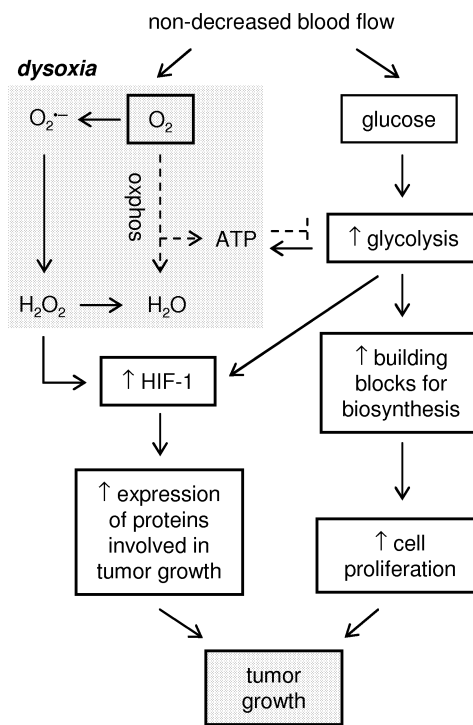 non-decreased blood flow
dysoxia
O₂•− O₂ glucose
oxphos
ATP ↑ glycolysis
H₂O₂ H₂O
↑ HIF-1
↑ building
blocks for
biosynthesis
↑ expression
of proteins
involved in
tumor growth
↑ cell
proliferation
tumor
growth